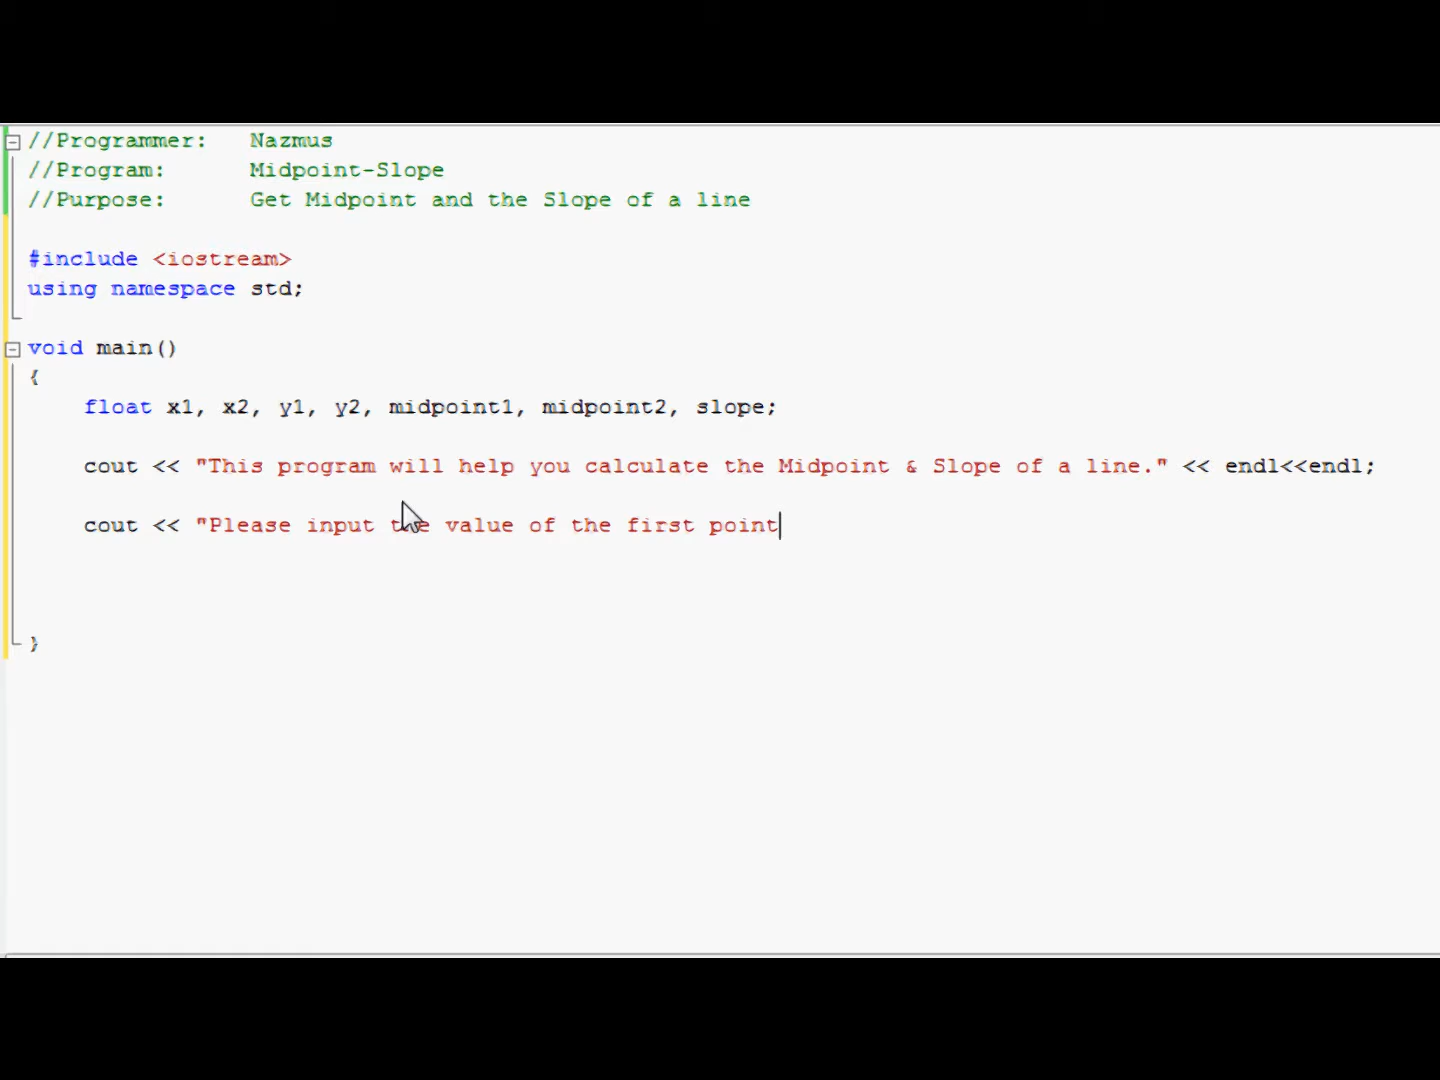 //Programmer:   Nazmus
//Program:      Midpoint-Slope
//Purpose:      Get Midpoint and the Slope of a line
#include <iostream>
using namespace std;
void main()
{
    float x1, x2, y1, y2, midpoint1, midpoint2, slope;
    cout << "This program will help you calculate the Midpoint & Slope of a line." << endl<<endl;
    cout << "Please input the value of the first point
}